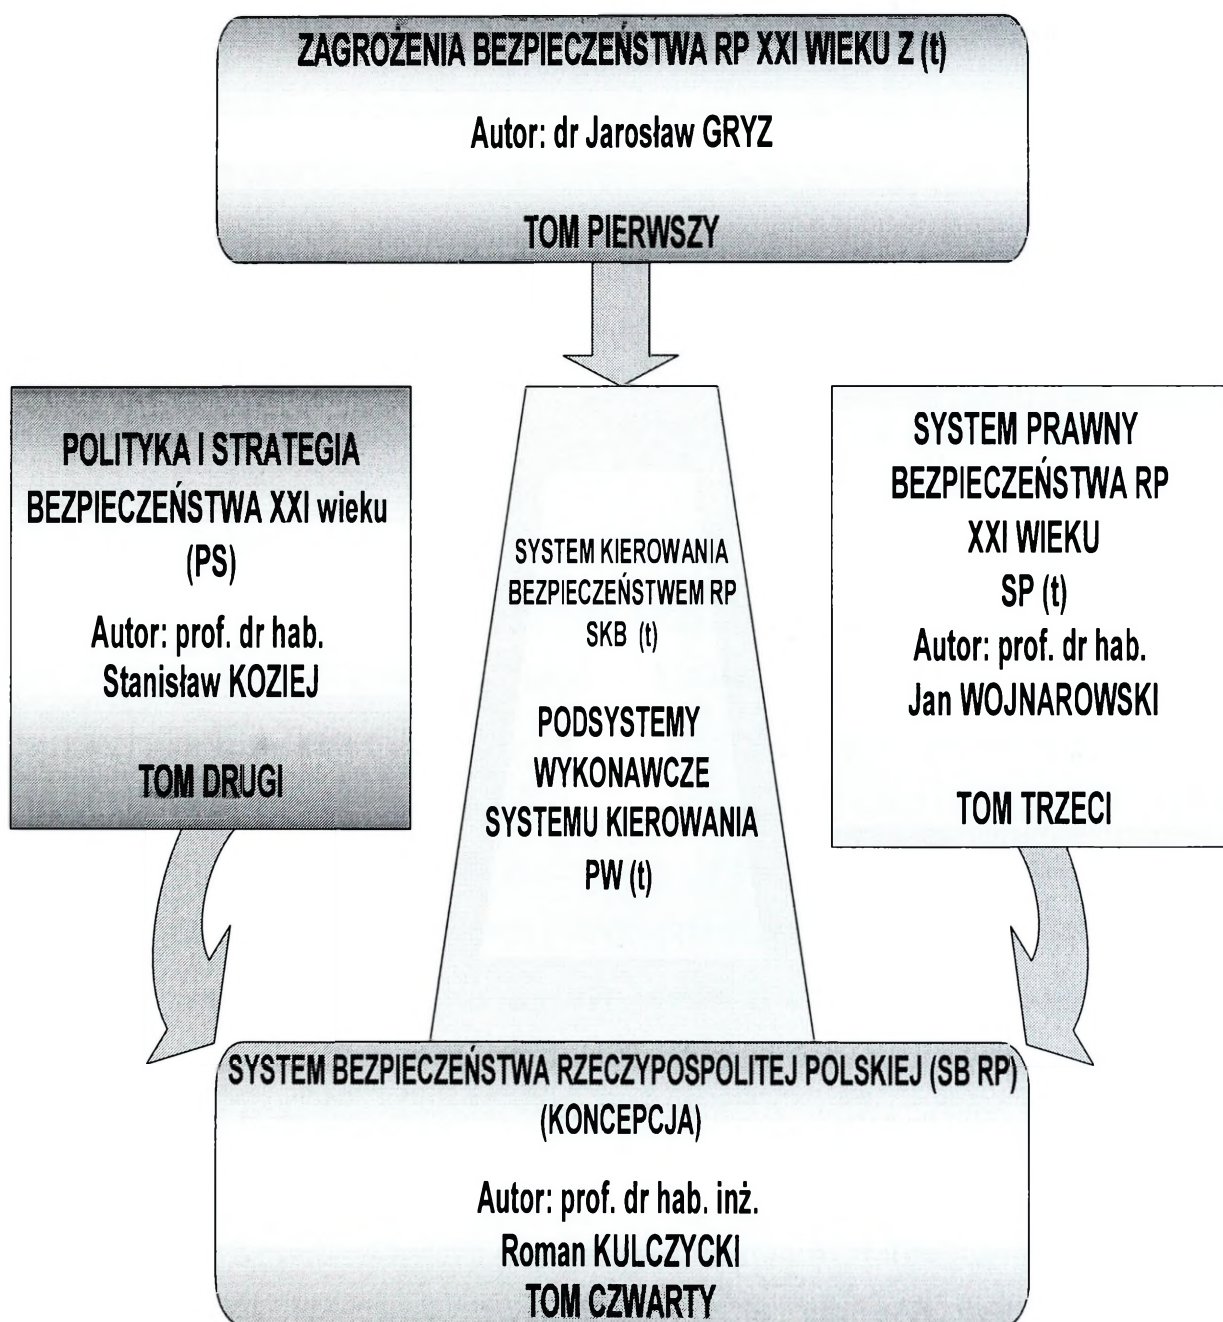 ZAGROŻENIA BEZPIECZEŃSTWA RP XXI WIEKU Z (t)
Autor: dr Jarosław GRYZ
TOM PIERWSZY
POLITYKA I STRATEGIA
BEZPIECZEŃSTWA XXI wieku
(PS)
Autor: prof. dr hab.
Stanisław KOZIEJ
TOM DRUGI
SYSTEM KIEROWANIA
BEZPIECZEŃSTWEM RP
SKB (t)
PODSYSTEMY
WYKONAWCZE
SYSTEMU KIEROWANIA
PW (t)
SYSTEM PRAWNY
BEZPIECZEŃSTWA RP
XXI WIEKU
SP (t)
Autor: prof. dr hab.
Jan WOJNAROWSKI
TOM TRZECI
SYSTEM BEZPIECZEŃSTWA RZECZYPOSPOLITEJ POLSKIEJ (SB RP)
(KONCEPCJA)
Autor: prof. dr hab. inż.
Roman KULCZYCKI
TOM CZWARTY